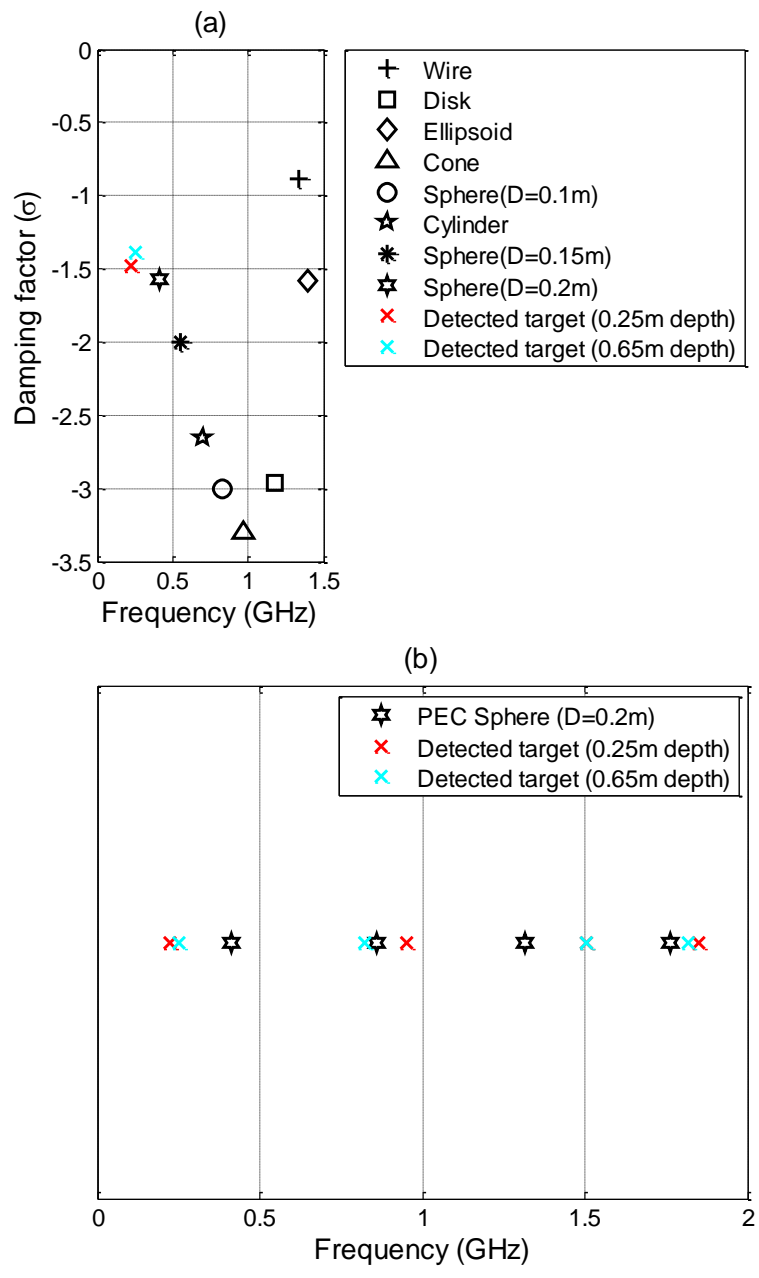 (a)
0
-0.5
-1
-1.5
-2
-2.5
-3
-3.5
Damping factor (σ)
0 0.5 1 1.5
Frequency (GHz)
Wire
Disk
Ellipsoid
Cone
Sphere(D=0.1m)
Cylinder
Sphere(D=0.15m)
Sphere(D=0.2m)
Detected target (0.25m depth)
Detected target (0.65m depth)
(b)
PEC Sphere (D=0.2m)
Detected target (0.25m depth)
Detected target (0.65m depth)
0 0.5 1 1.5 2
Frequency (GHz)